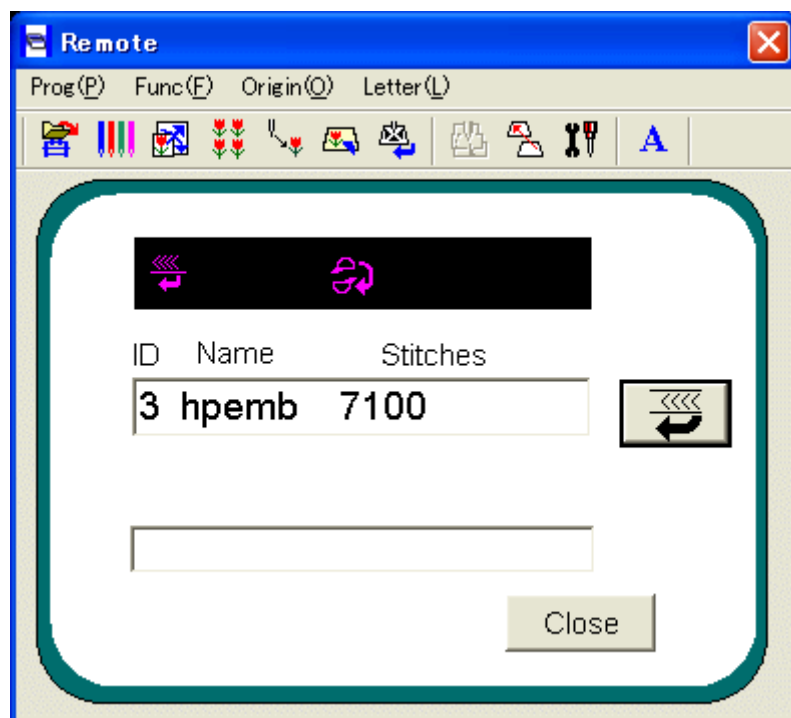 Remote
Prog(P) Func(F) Origin(O) Letter(L)
A
ID Name Stitches
3 hpemb 7100
Close